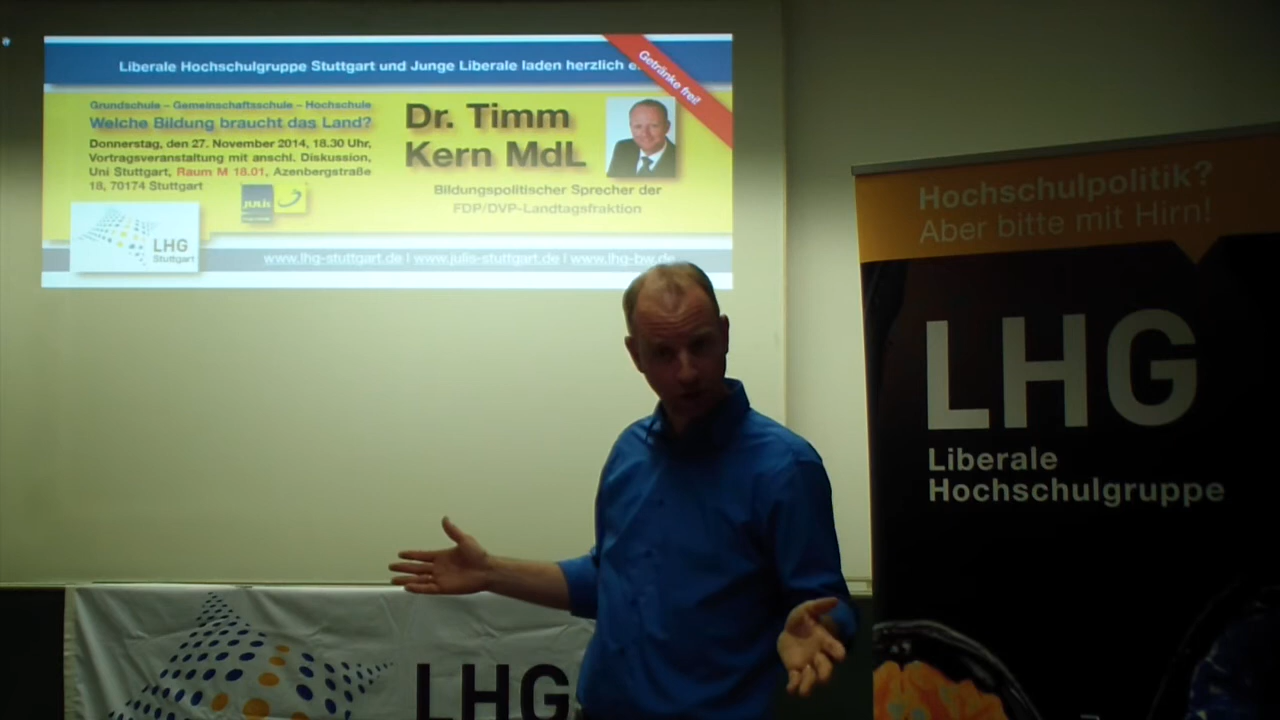 Liberale Hochschulgruppe Stuttgart und Junge Liberale laden herzlich
Getränke frei!
Grundschule – Gemeinschaftsschule – Hochschule
Welche Bildung braucht das Land?
Donnerstag, den 27. November 2014, 18.30 Uhr,
Vortragsveranstaltung mit anschl. Diskussion,
Uni Stuttgart, Raum M 18.01, Azenbergstraße
18, 70174 Stuttgart
Dr. Timm
Kern MdL
Bildungspolitischer Sprecher der
FDP/DVP-Landtagsfraktion
JULIS
LHG
Stuttgart
www.lhg-stuttgart.de I www.julis-stuttgart.de I www.lhg-bw.de
Hochschulpolitik?
Aber bitte mit Hirn!
LHG
Liberale
Hochschulgruppe
LHG